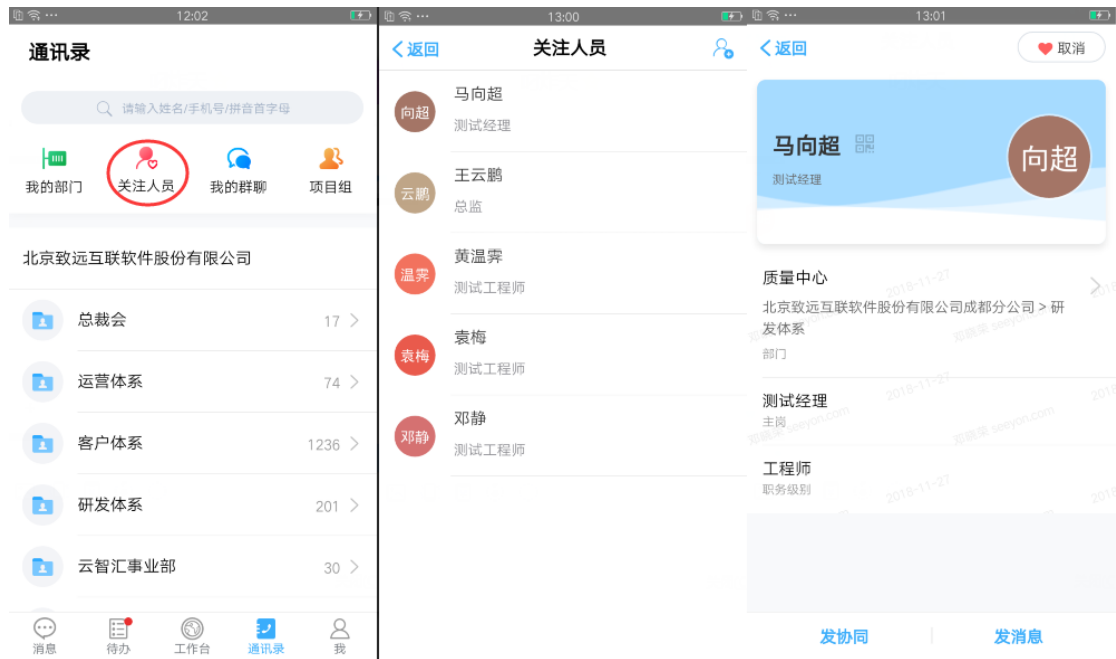 12:02
通讯录
请输入姓名/手机号/拼音首字母
我的部门
关注人员
我的群聊
项目组
北京致远互联软件股份有限公司
总裁会
17
运营体系
74
客户体系
1236
研发体系
201
云智汇事业部
30
消息
待办
工作台
通讯录
我
13:00
返回
关注人员
向超
马向超
测试经理
云鹏
王云鹏
总监
温霁
黄温霁
测试工程师
袁梅
袁梅
测试工程师
邓静
邓静
测试工程师
13:01
返回
取消
马向超
测试经理
向超
质量中心
北京致远互联软件股份有限公司成都分公司 > 研
发体系
部门
测试经理
主岗
工程师
职务级别
2018-11-27
2018-11-27
2018-11-27
发协同
发消息